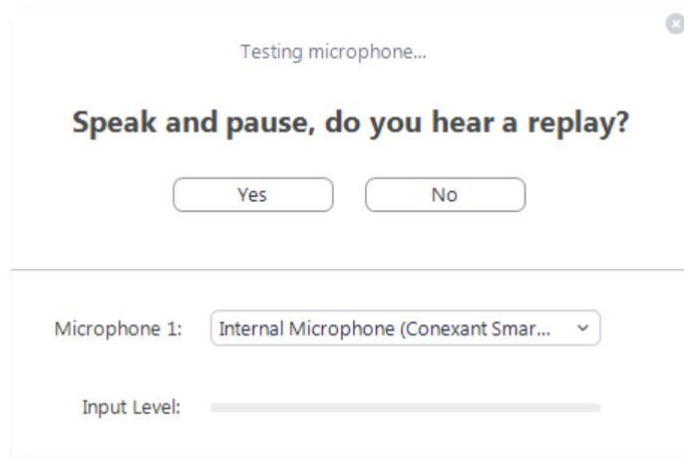 Testing microphone...
Speak and pause, do you hear a replay?
Yes No
Microphone 1: Internal Microphone (Conexant Smar...
Input Level: